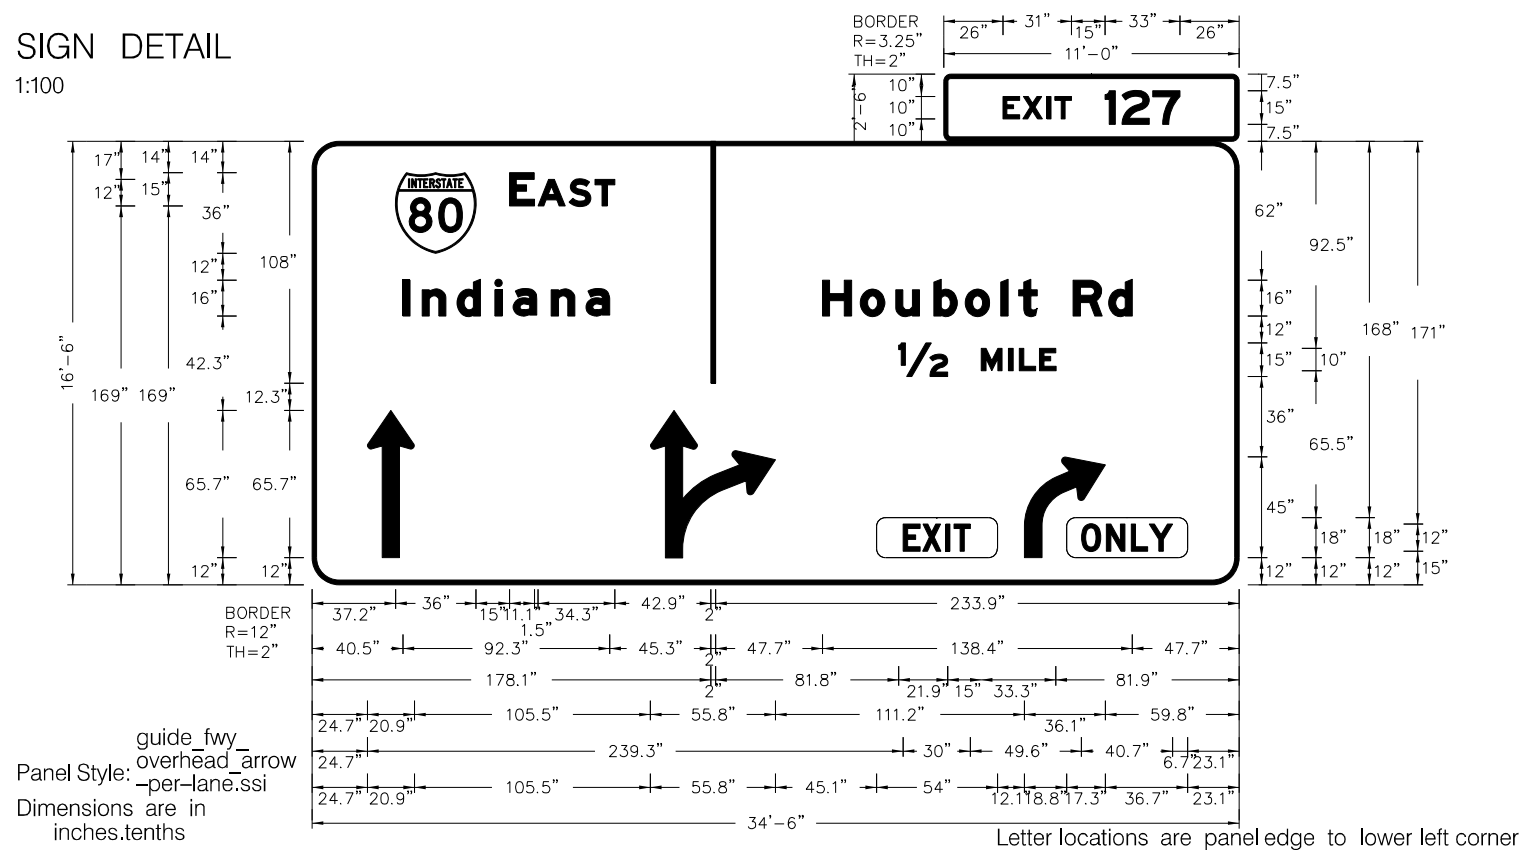 SIGN DETAIL
1:100
BORDER
R=3.25"
TH=2"
26" 31" 15" 33" 26"
11'-0"
2'-6"
10"
10"
10"
EXIT 127
7.5"
15"
7.5"
16'-6"
17" 12" 169"
14" 15" 169"
14" 36" 12" 16" 42.3" 65.7" 12"
108" 12.3" 65.7" 12"
INTERSTATE
80
EAST
Indiana
Houbolt Rd
1/2 MILE
EXIT
ONLY
62" 16" 12" 15" 36" 45" 12"
92.5" 10" 65.5" 18" 12"
168" 18" 12"
171" 12" 15"
BORDER
R=12"
TH=2"
37.2" 36" 15" 11.1" 1.5" 34.3" 42.9" 2" 233.9"
40.5" 92.3" 45.3" 2" 47.7" 138.4" 47.7"
178.1" 2" 81.8" 21.9" 15" 33.3" 81.9"
24.7" 20.9" 105.5" 55.8" 111.2" 36.1" 59.8"
24.7" 239.3" 30" 49.6" 40.7" 6.7" 23.1"
24.7" 20.9" 105.5" 55.8" 45.1" 54" 12.1" 18.8" 17.3" 36.7" 23.1"
34'-6"
Panel Style: guide_fwy_
overhead_arrow
-per-lane.ssi
Dimensions are in
inches.tenths
Letter locations are panel edge to lower left corner